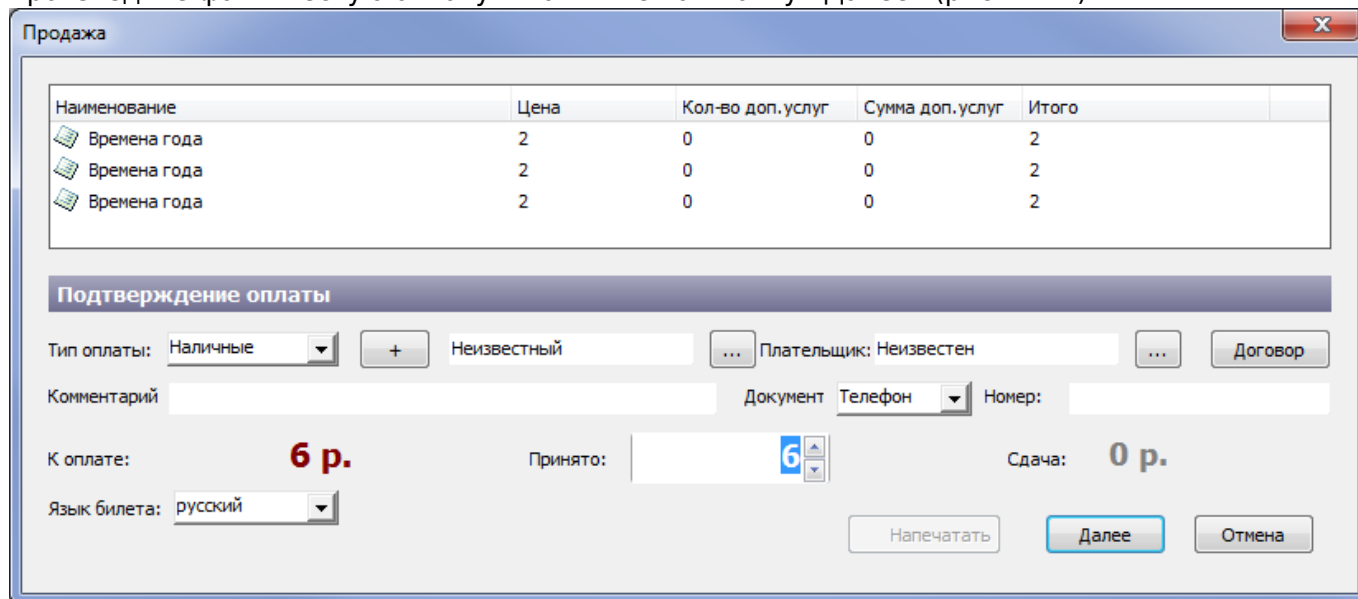 Продажа
Наименование Цена Кол-во доп.услуг Сумма доп.услуг Итого
Времена года 2 0 0 2
Времена года 2 0 0 2
Времена года 2 0 0 2
Подтверждение оплаты
Тип оплаты: Наличные + Неизвестный ... Плательщик: Неизвестен ... Договор
Комментарий Документ Телефон Номер:
К оплате: 6 р. Принято: 6 Сдача: 0 р.
Язык билета: русский
Напечатать Далее Отмена